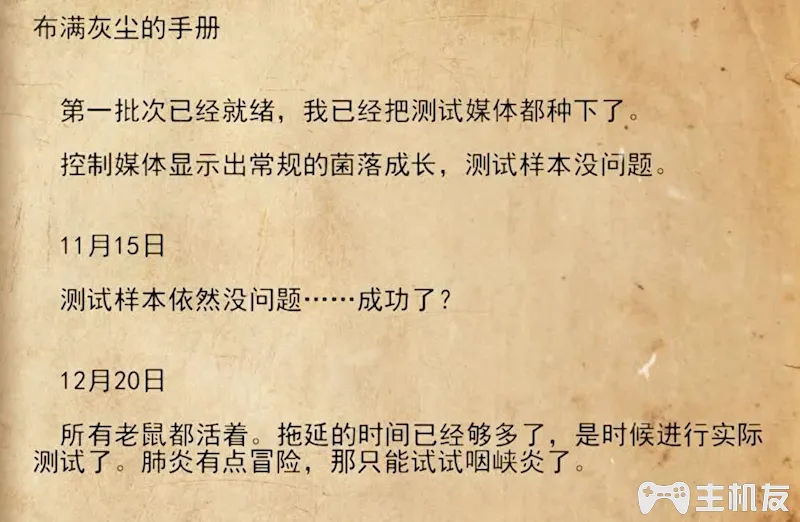 布满灰尘的手册
第一批次已经就绪，我已经把测试媒体都种下了。
控制媒体显示出常规的菌落成长，测试样本没问题。
11月15日
测试样本依然没问题……成功了？
12月20日
所有老鼠都活着。拖延的时间已经够多了，是时候进行实际
测试了。肺炎有点冒险，那只能试试咽峡炎了。
主机友